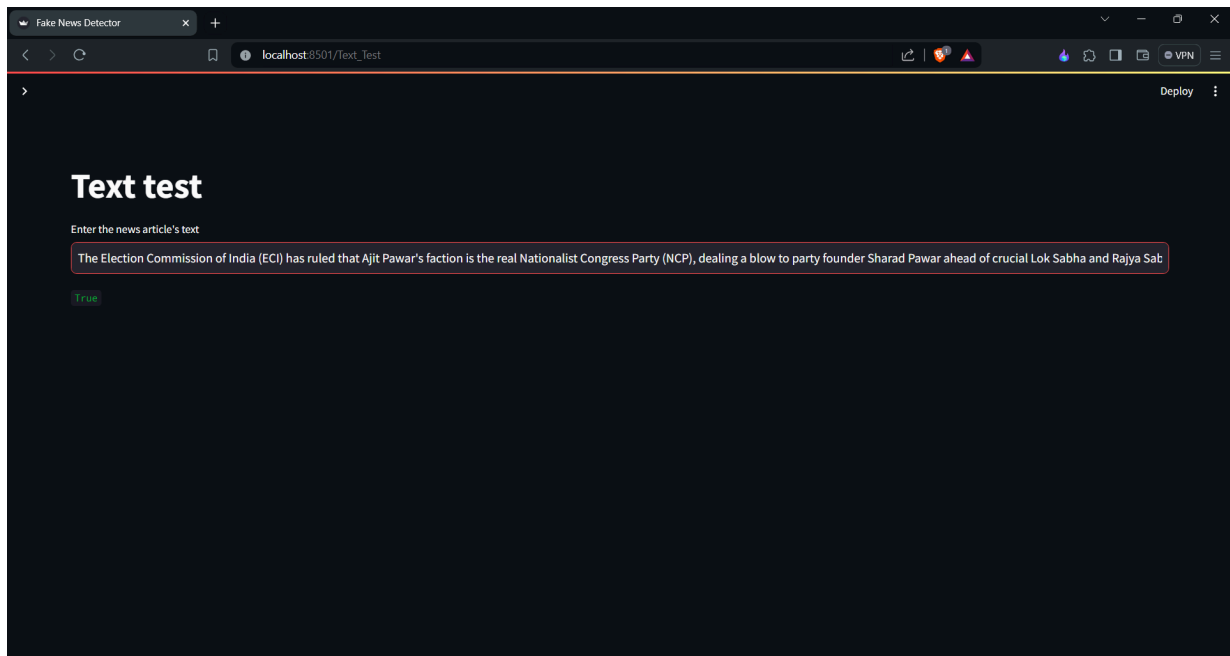 Fake News Detector
localhost:8501/Text_Test
1
VPN
Deploy
Text test
Enter the news article's text
The Election Commission of India (ECI) has ruled that Ajit Pawar's faction is the real Nationalist Congress Party (NCP), dealing a blow to party founder Sharad Pawar ahead of crucial Lok Sabha and Rajya Sab
True